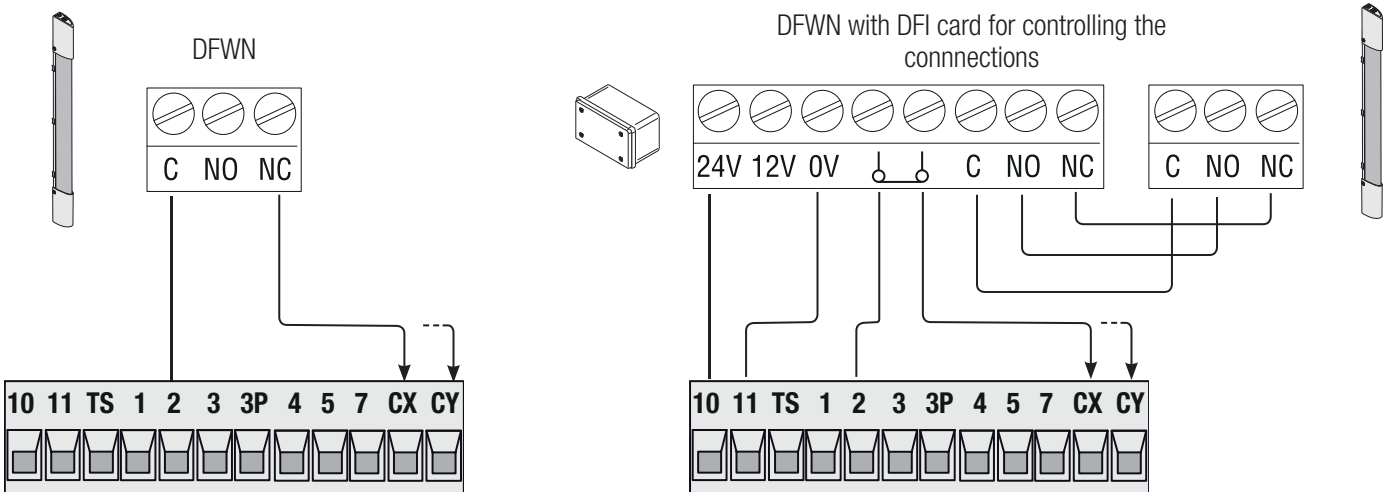 DFWN
C NO NC
10 11 TS 1 2 3 3P 4 5 7 CX CY
DFWN with DFI card for controlling the
connnections
24V 12V 0V C NO NC
C NO NC
10 11 TS 1 2 3 3P 4 5 7 CX CY